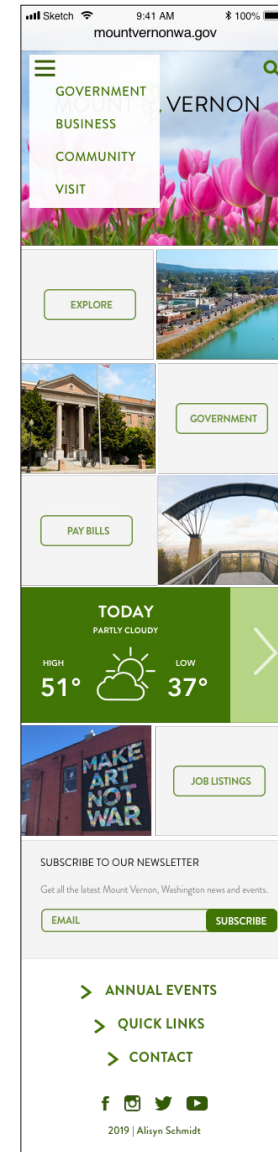 Sketch 9:41 AM 100%
mountvernonwa.gov
MOUNT VERNON
GOVERNMENT
BUSINESS
COMMUNITY
VISIT
EXPLORE
GOVERNMENT
PAY BILLS
TODAY
PARTLY CLOUDY
HIGH LOW
51° 37°
MAKE
ART
NOT
WAR
JOB LISTINGS
SUBSCRIBE TO OUR NEWSLETTER
Get all the latest Mount Vernon, Washington news and events.
EMAIL SUBSCRIBE
ANNUAL EVENTS
QUICK LINKS
CONTACT
2019 | Alisyn Schmidt